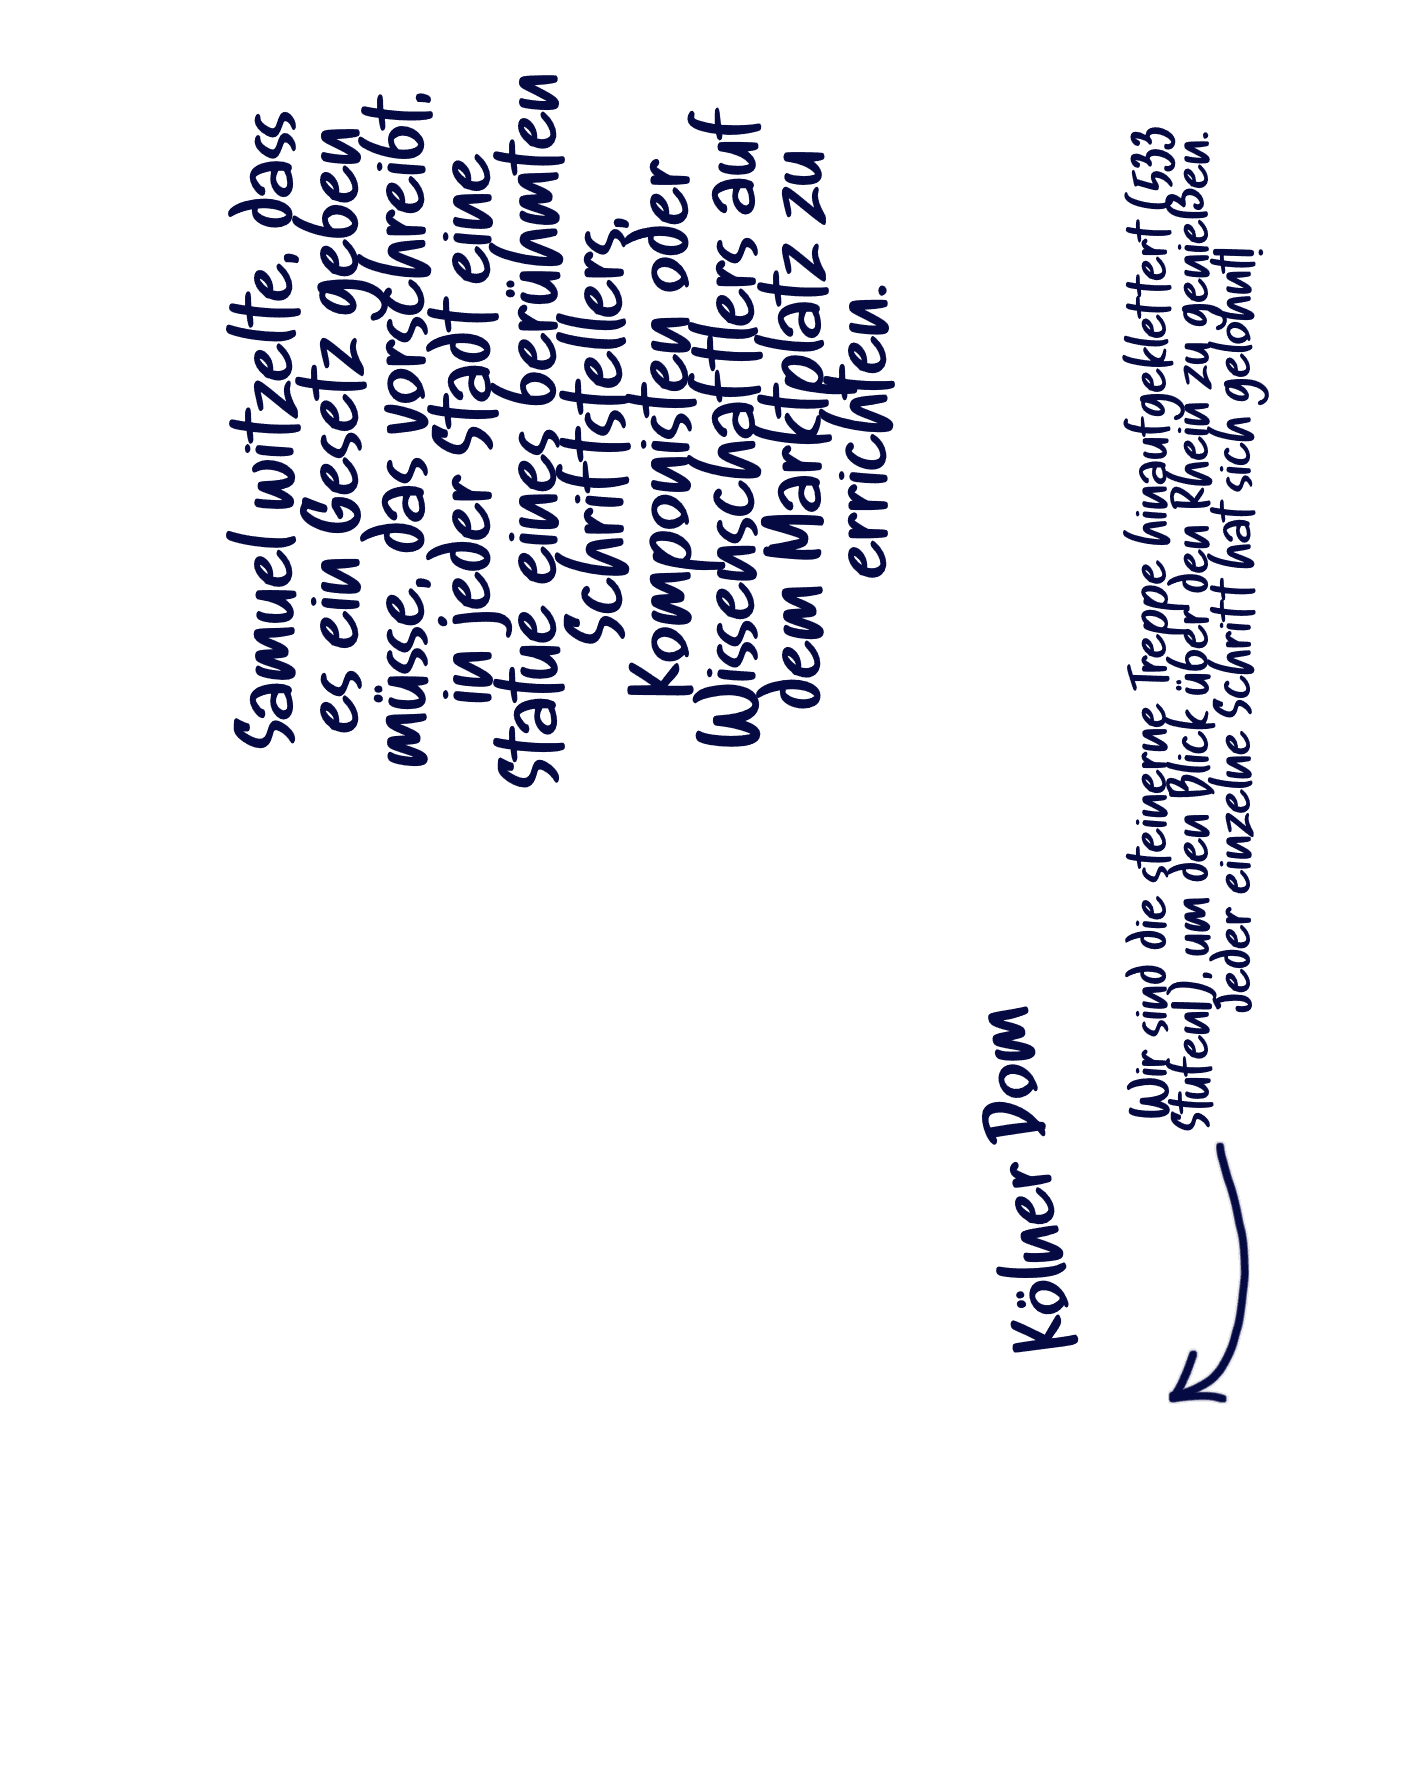 Samuel witzelte, dass
es ein Gesetz geben
müsse, das vorschreibt,
in jeder Stadt eine
Statue eines berühmten
Schriftstellers,
Komponisten oder
Wissenschaftlers auf
dem Marktplatz zu
errichten.
Kölner Dom
Wir sind die steinerne Treppe hinaufgeklettert (533
Stufen!), um den Blick über den Rhein zu genießen.
Jeder einzelne Schritt hat sich gelohnt!